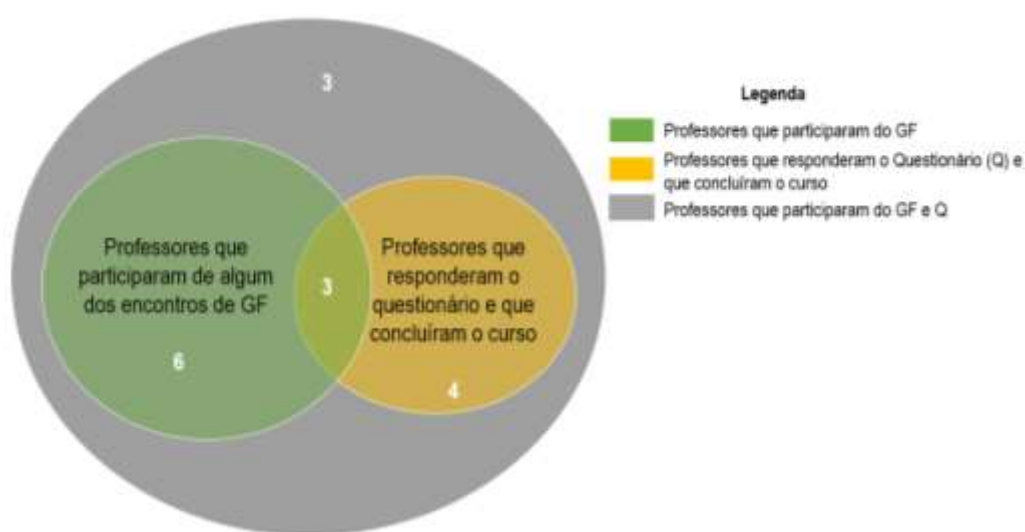 3
Professores que
participaram de algum
dos encontros de GF
6
3
Professores que
responderam o
questionário e que
concluíram o curso
4
Legenda
Professores que participaram do GF
Professores que responderam o Questionário (Q) e
que concluíram o curso
Professores que participaram do GF e Q